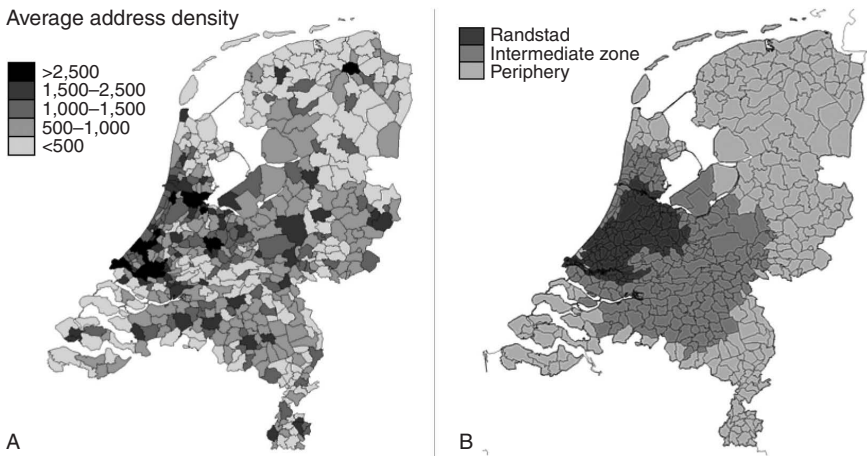 Average address density
>2,500
1,500–2,500
1,000–1,500
500–1,000
<500
A
Randstad
Intermediate zone
Periphery
B